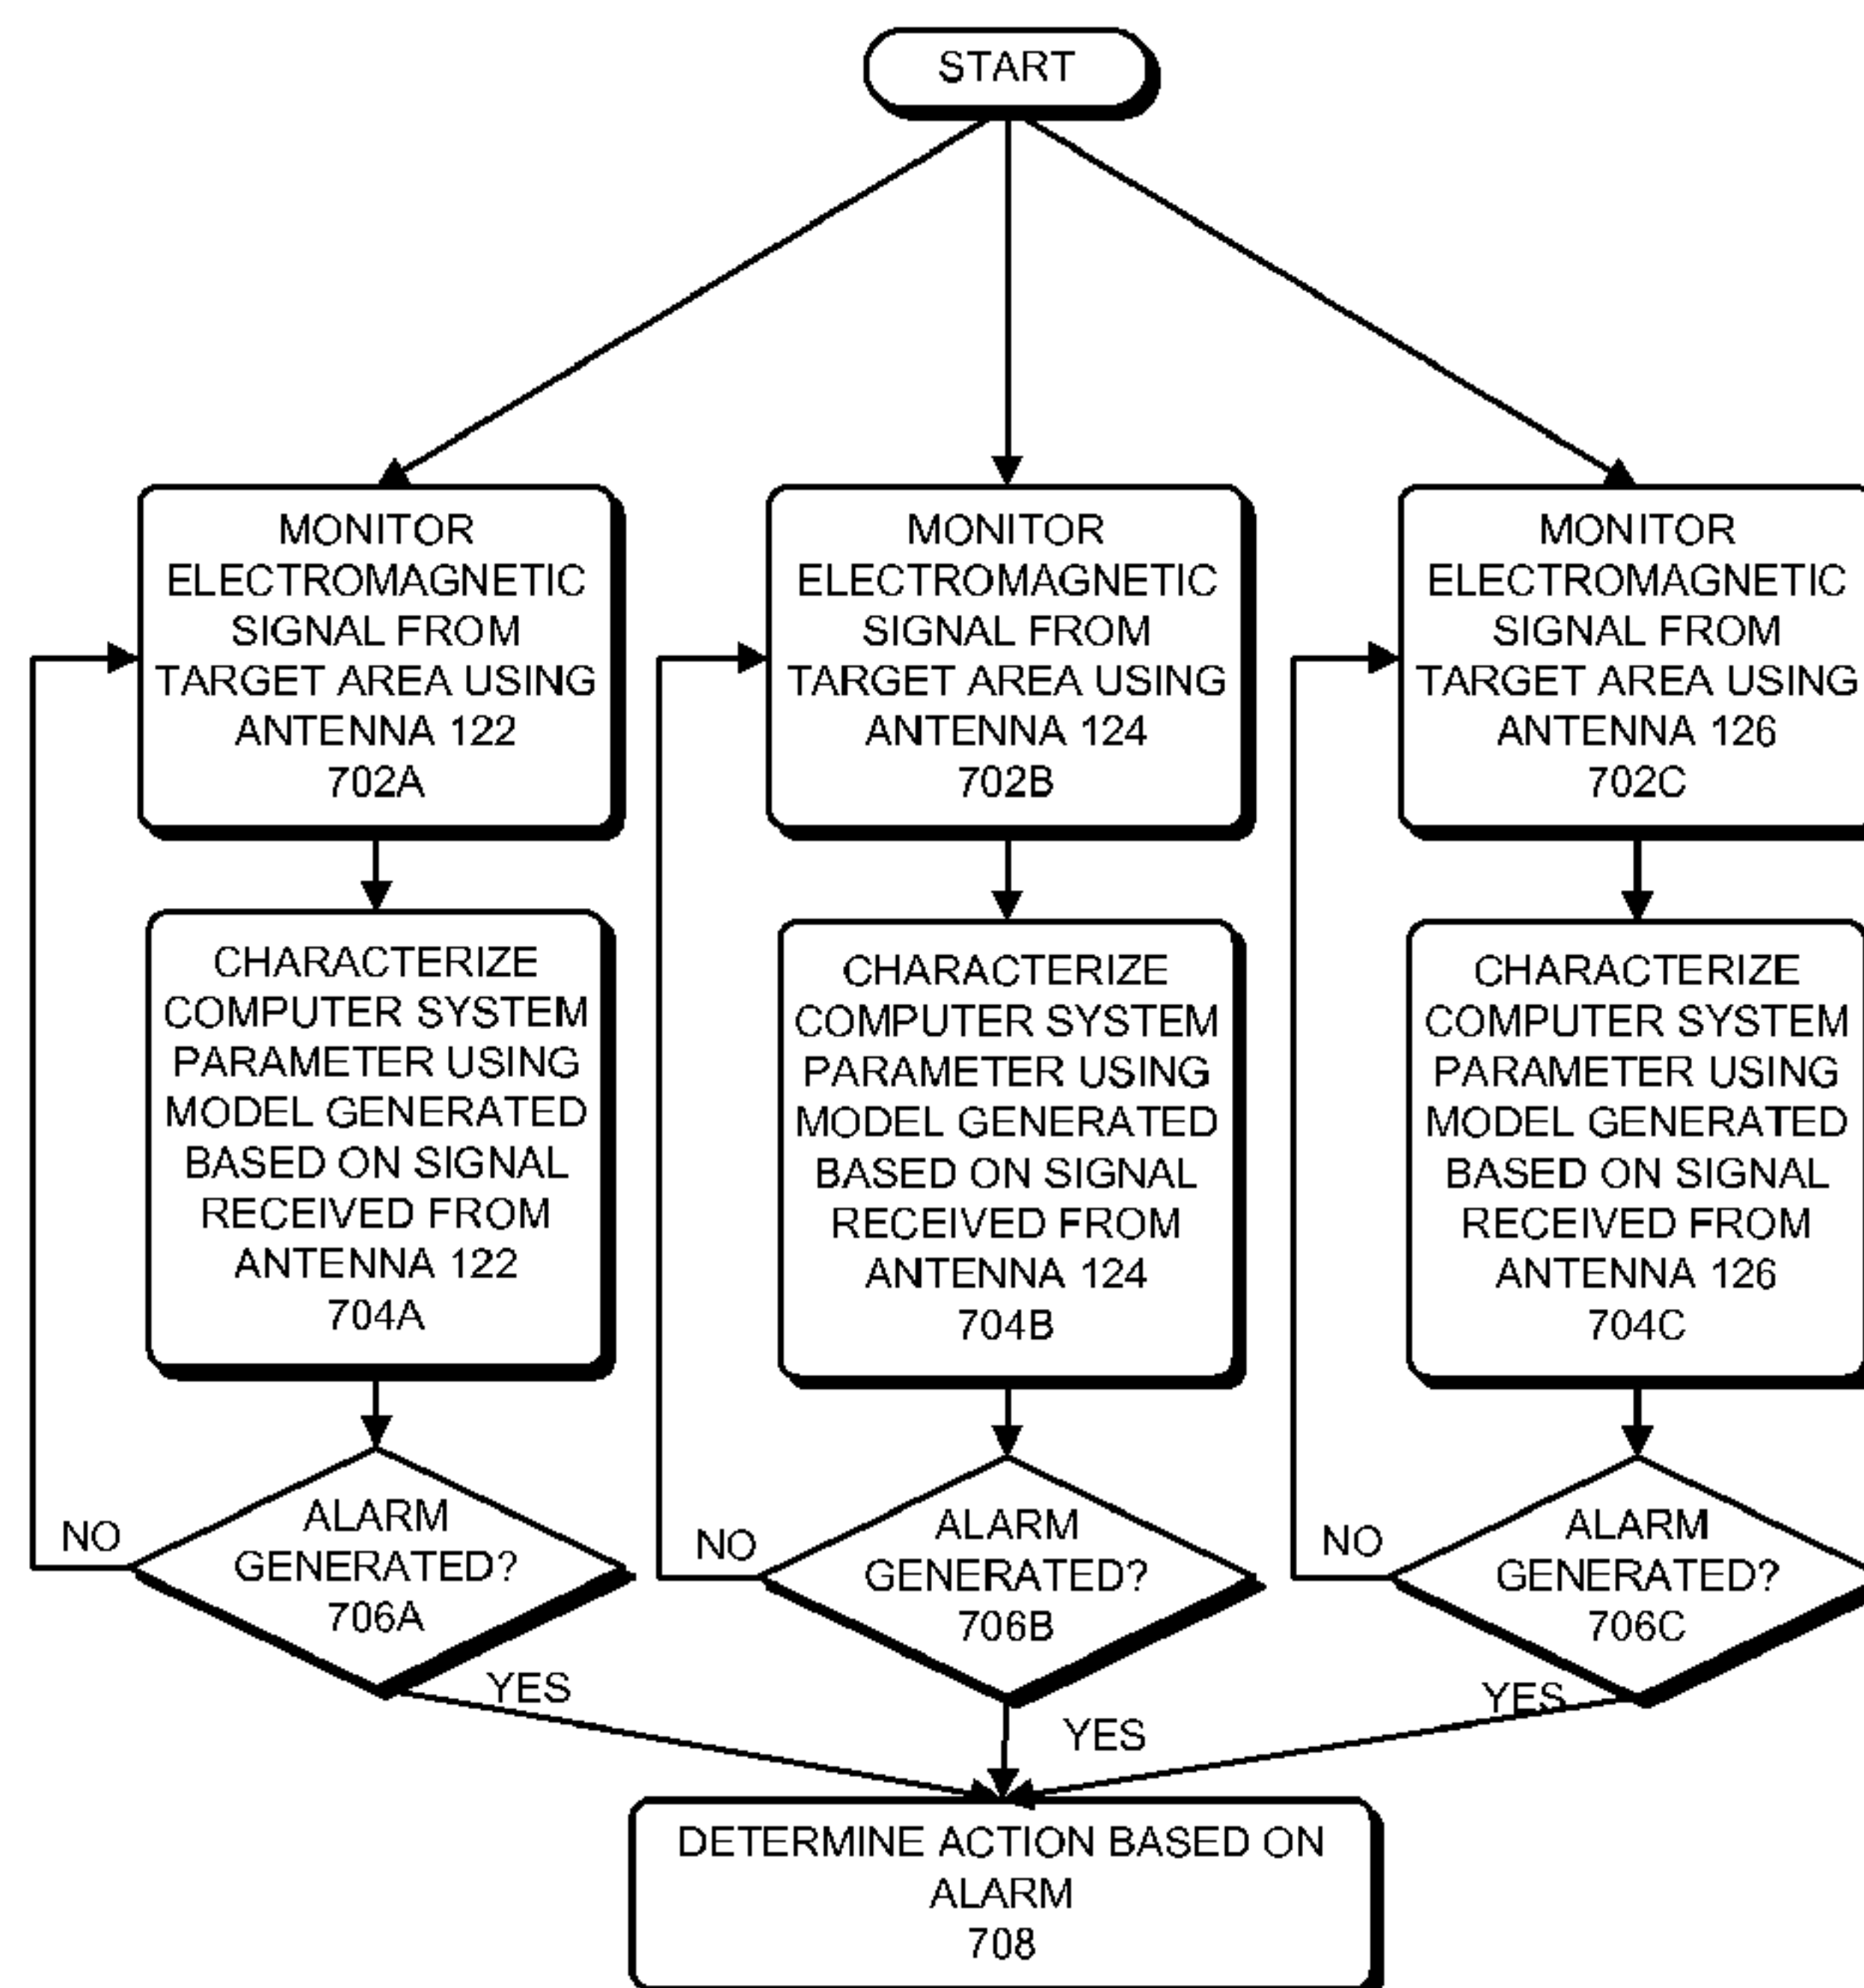 START
MONITOR
ELECTROMAGNETIC
SIGNAL FROM
TARGET AREA USING
ANTENNA 122
702A
MONITOR
ELECTROMAGNETIC
SIGNAL FROM
TARGET AREA USING
ANTENNA 124
702B
MONITOR
ELECTROMAGNETIC
SIGNAL FROM
TARGET AREA USING
ANTENNA 126
702C
CHARACTERIZE
COMPUTER SYSTEM
PARAMETER USING
MODEL GENERATED
BASED ON SIGNAL
RECEIVED FROM
ANTENNA 122
704A
CHARACTERIZE
COMPUTER SYSTEM
PARAMETER USING
MODEL GENERATED
BASED ON SIGNAL
RECEIVED FROM
ANTENNA 124
704B
CHARACTERIZE
COMPUTER SYSTEM
PARAMETER USING
MODEL GENERATED
BASED ON SIGNAL
RECEIVED FROM
ANTENNA 126
704C
NO
ALARM
GENERATED?
706A
NO
ALARM
GENERATED?
706B
NO
ALARM
GENERATED?
706C
YES
YES
YES
DETERMINE ACTION BASED ON
ALARM
708